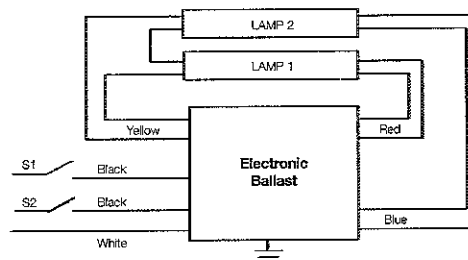 LAMP 2
LAMP 1
Yellow
Red
S1
Black
Electronic
Ballast
S2
Black
Blue
White